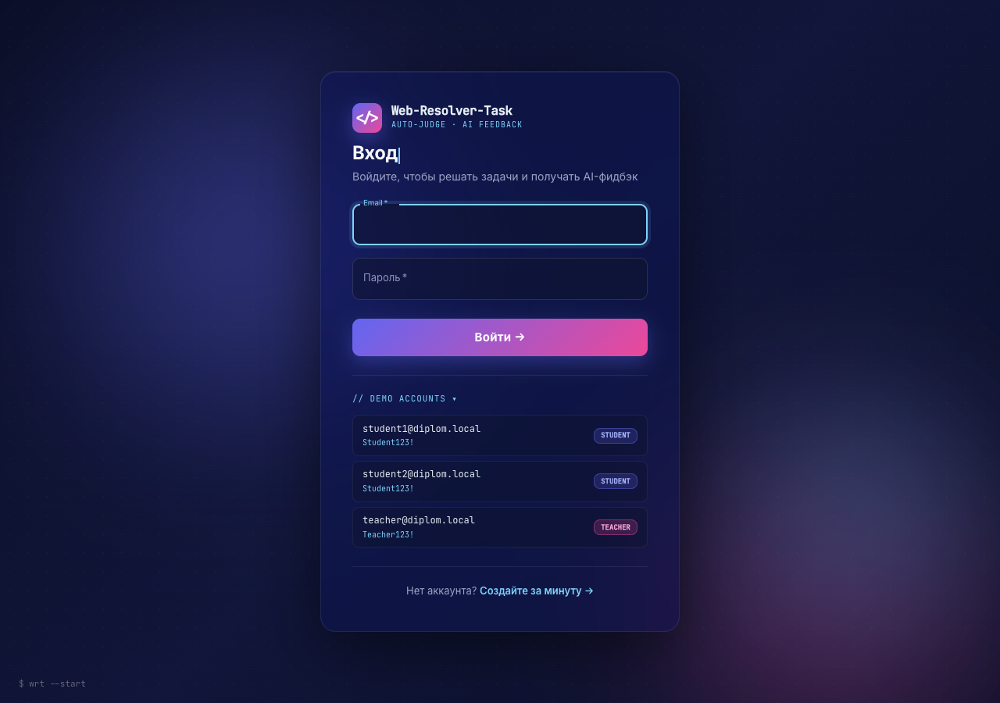 </>
Web-Resolver-Task
AUTO-JUDGE · AI FEEDBACK
Вход
Войдите, чтобы решать задачи и получать AI-фидбэк
Email *
Пароль *
Войти →
// DEMO ACCOUNTS ▾
student1@diplom.local
Student123!
STUDENT
student2@diplom.local
Student123!
STUDENT
teacher@diplom.local
Teacher123!
TEACHER
Нет аккаунта? Создайте за минуту →
$ wrt --start